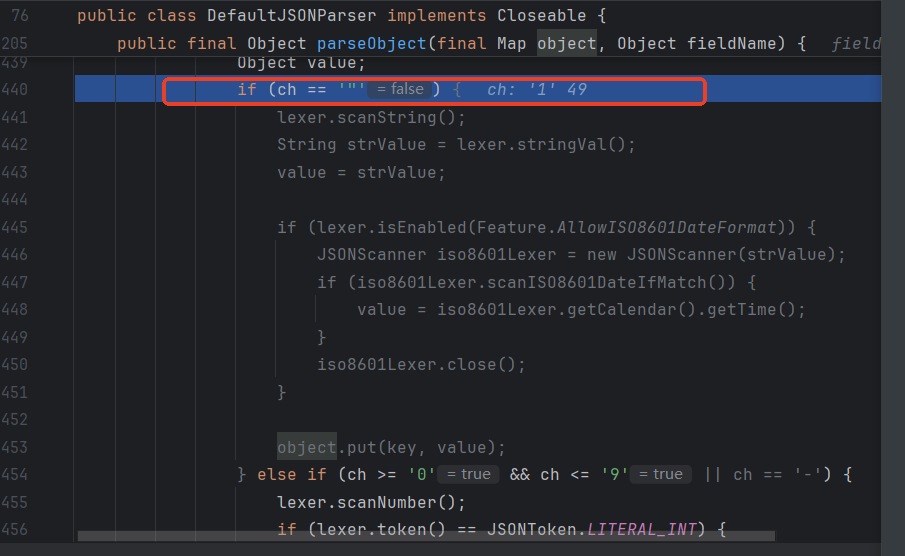 76 public class DefaultJSONParser implements Closeable {
205 public final Object parseObject(final Map object, Object fieldName) { field
439 Object value;
440 if (ch == '"' = false ) { ch: '1' 49
441 lexer.scanString();
442 String strValue = lexer.stringVal();
443 value = strValue;
444
445 if (lexer.isEnabled(Feature.AllowISO8601DateFormat)) {
446 JSONScanner iso8601Lexer = new JSONScanner(strValue);
447 if (iso8601Lexer.scanISO8601DateIfMatch()) {
448 value = iso8601Lexer.getCalendar().getTime();
449 }
450 iso8601Lexer.close();
451 }
452
453 object.put(key, value);
454 } else if (ch >= '0' = true && ch <= '9' = true || ch == '-') {
455 lexer.scanNumber();
456 if (lexer.token() == JSONToken.LITERAL_INT) {